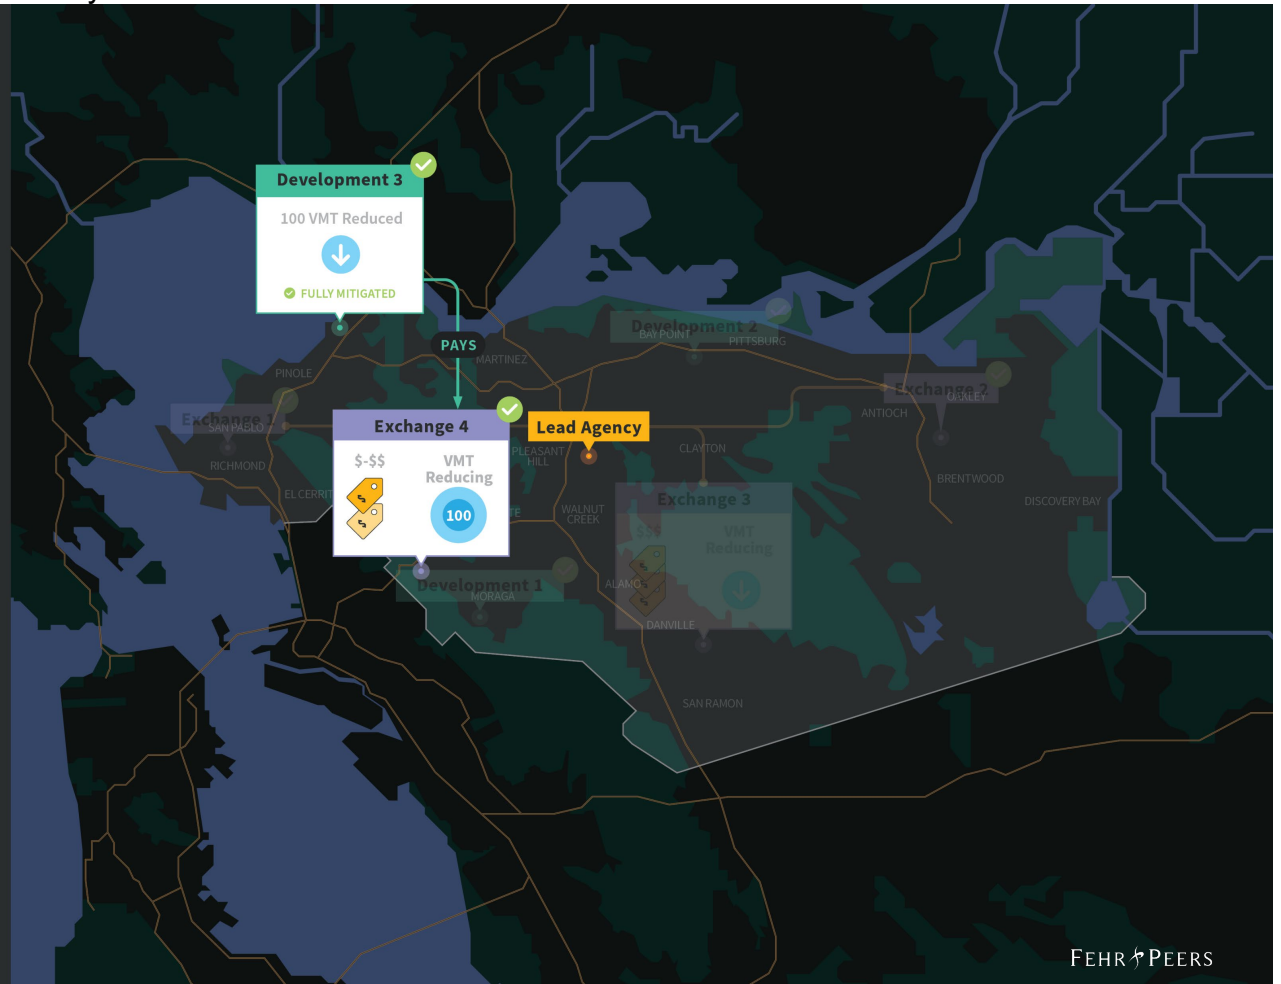 Development 3
100 VMT Reduced
FULLY MITIGATED
PAYS
Development 2
BAY POINT
PITTSBURG
MARTINEZ
PINOLE
Exchange 1
SAN PABLO
RICHMOND
EL CERRIT
Exchange 4
$-$$
VMT
Reducing
100
Lead Agency
PLEASANT
HILL
CLAYTON
Exchange 2
OAKLEY
ANTIOCH
BRENTWOOD
DISCOVERY BAY
WALNUT
CREEK
Exchange 3
$$$
VMT
Reducing
Development 1
MORAGA
ALAMO
DANVILLE
SAN RAMON
FEHR PEERS